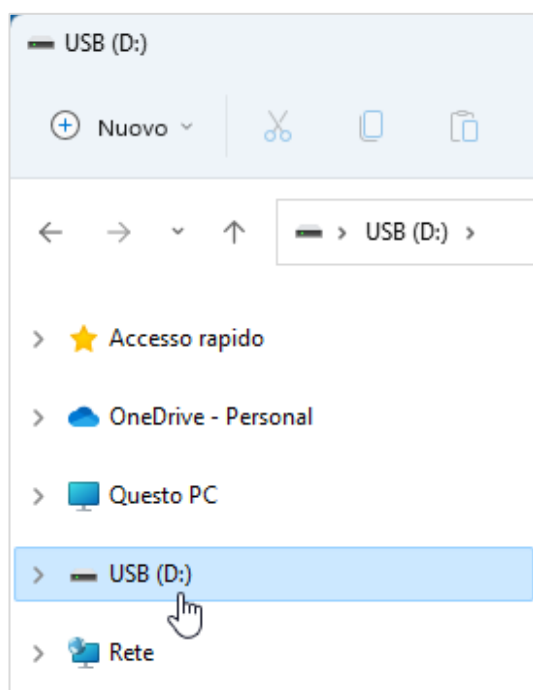 USB (D:)
Nuovo
USB (D:)
Accesso rapido
OneDrive - Personal
Questo PC
USB (D:)
Rete